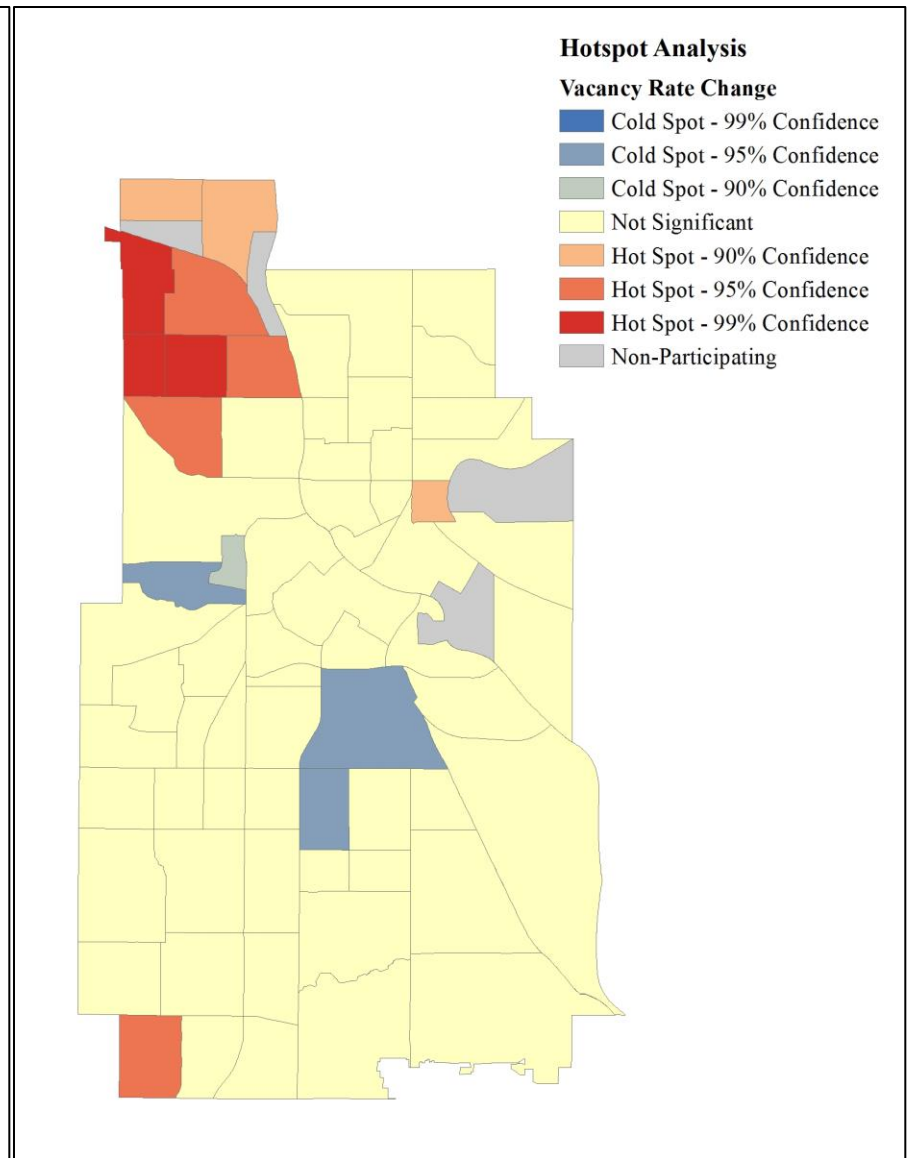 Hotspot Analysis
Vacancy Rate Change
Cold Spot - 99% Confidence
Cold Spot - 95% Confidence
Cold Spot - 90% Confidence
Not Significant
Hot Spot - 90% Confidence
Hot Spot - 95% Confidence
Hot Spot - 99% Confidence
Non-Participating